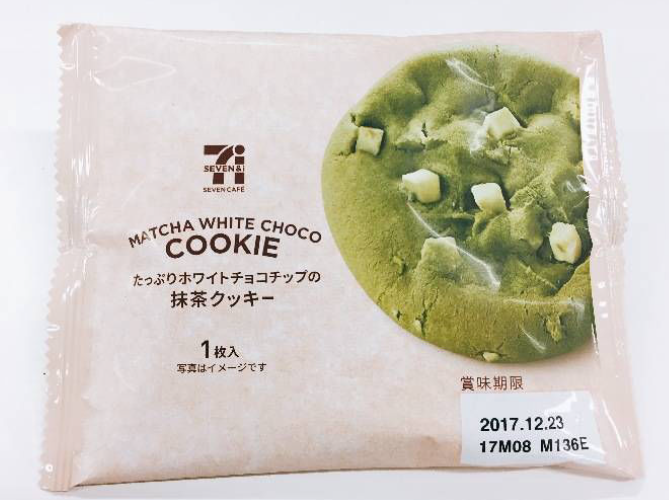 SEVEN&i
SEVEN CAFÉ
MATCHA WHITE CHOCO
COOKIE
たっぷりホワイトチョコチップの
抹茶クッキー
1枚入
写真はイメージです
賞味期限
2017.12.23
17M08 M136E